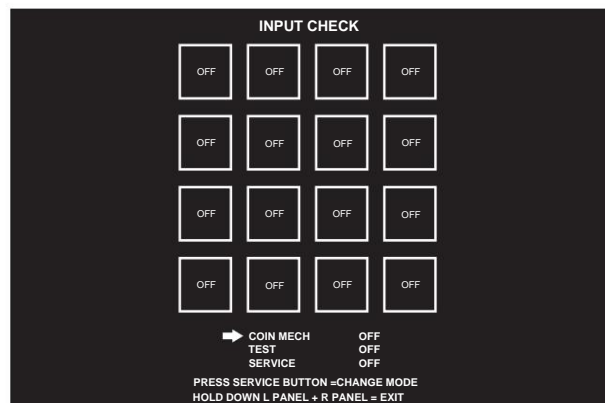 INPUT CHECK
OFF OFF OFF OFF
OFF OFF OFF OFF
OFF OFF OFF OFF
OFF OFF OFF OFF
COIN MECH OFF
TEST OFF
SERVICE OFF
PRESS SERVICE BUTTON =CHANGE MODE
HOLD DOWN L PANEL + R PANEL = EXIT